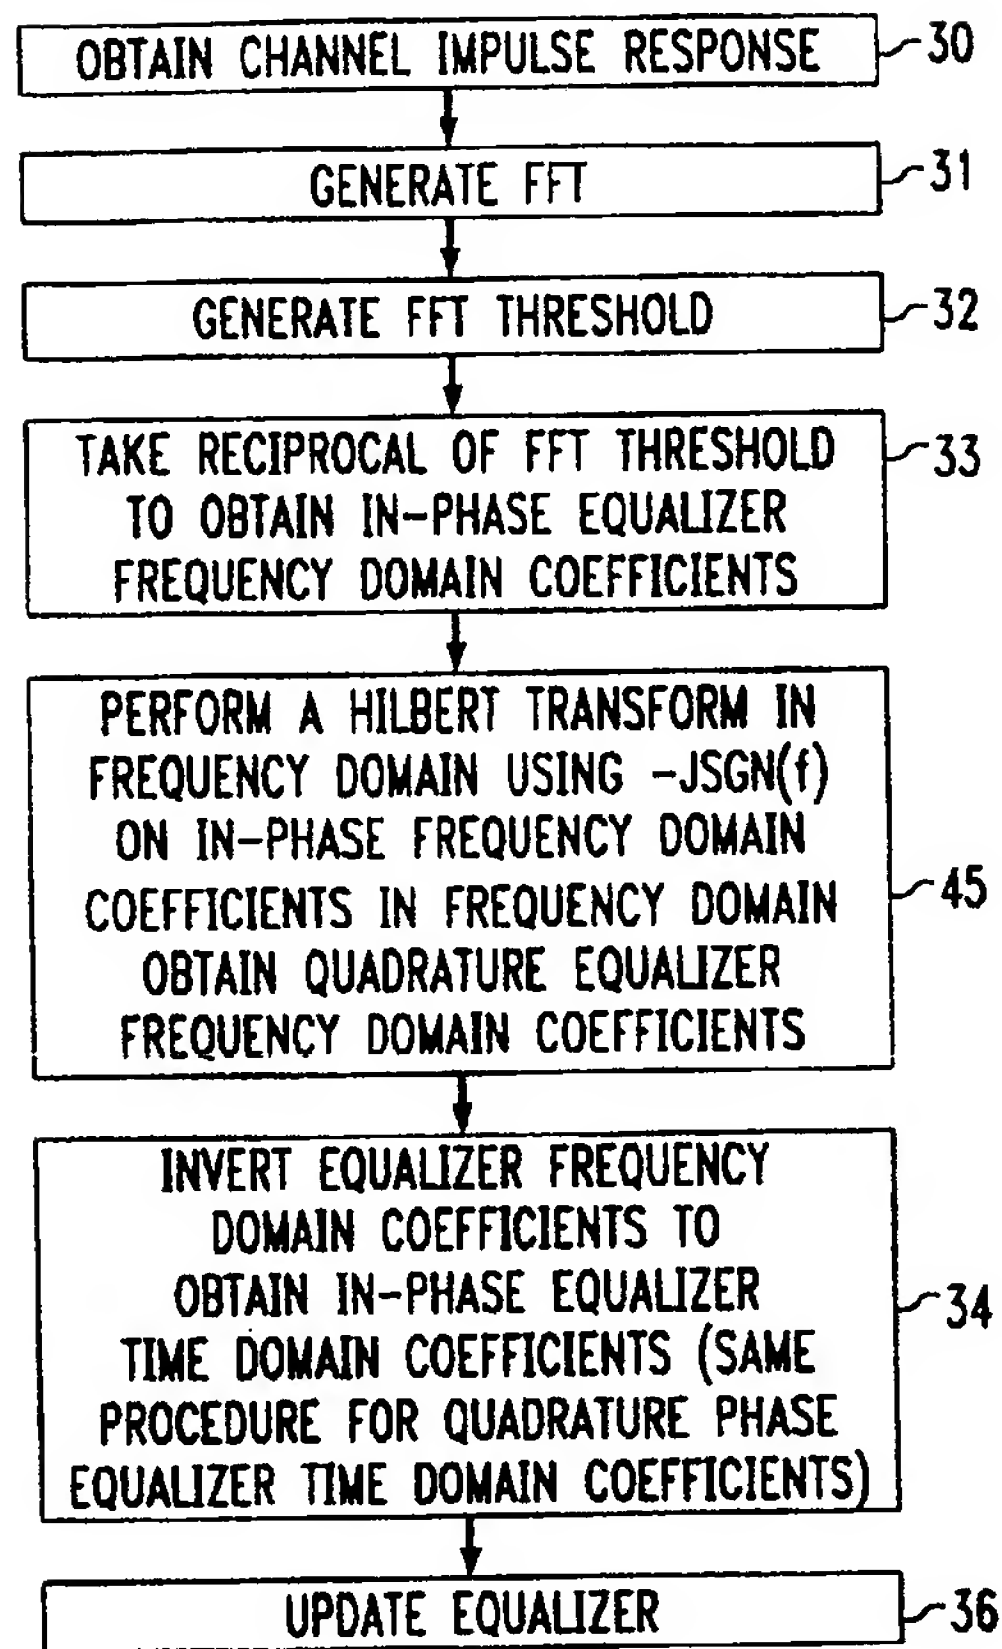 OBTAIN CHANNEL IMPULSE RESPONSE
30
GENERATE FFT
31
GENERATE FFT THRESHOLD
32
TAKE RECIPROCAL OF FFT THRESHOLD
TO OBTAIN IN-PHASE EQUALIZER
FREQUENCY DOMAIN COEFFICIENTS
33
PERFORM A HILBERT TRANSFORM IN
FREQUENCY DOMAIN USING -JSGN(f)
ON IN-PHASE FREQUENCY DOMAIN
COEFFICIENTS IN FREQUENCY DOMAIN
OBTAIN QUADRATURE EQUALIZER
FREQUENCY DOMAIN COEFFICIENTS
45
INVERT EQUALIZER FREQUENCY
DOMAIN COEFFICIENTS TO
OBTAIN IN-PHASE EQUALIZER
TIME DOMAIN COEFFICIENTS (SAME
PROCEDURE FOR QUADRATURE PHASE
EQUALIZER TIME DOMAIN COEFFICIENTS)
34
UPDATE EQUALIZER
36